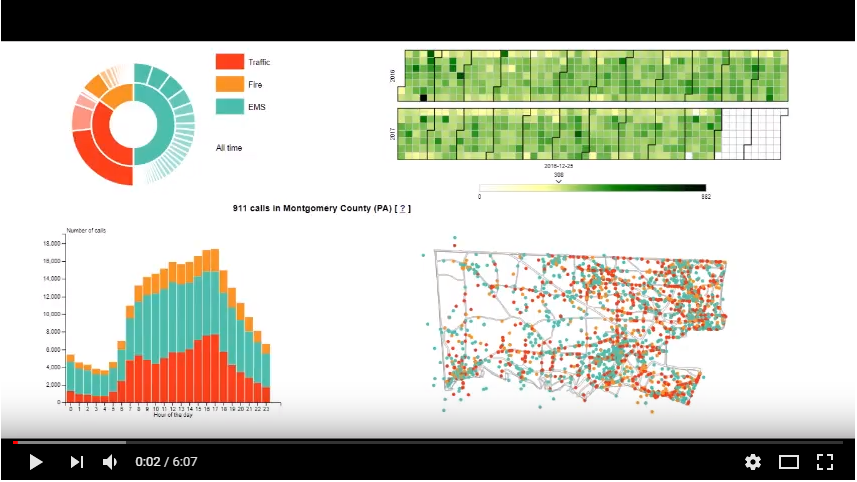 Traffic
Fire
EMS
All time
2016
2017
2016-12-25
308
0
882
911 calls in Montgomery County (PA) [ ? ]
Number of calls
18,000
16,000
14,000
12,000
10,000
8,000
6,000
4,000
2,000
0
0 1 2 3 4 5 6 7 8 9 10 11 12 13 14 15 16 17 18 19 20 21 22 23
Hour of the day
0:02 / 6:07